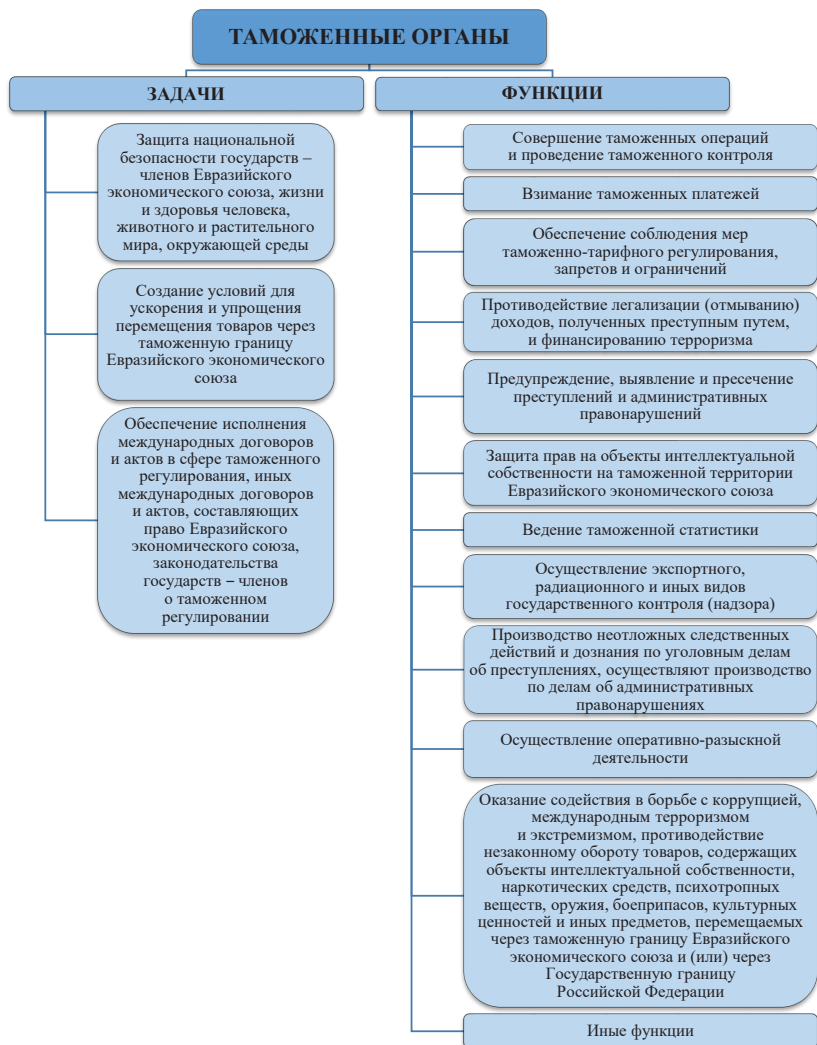 ТАМОЖЕННЫЕ ОРГАНЫ
ЗАДАЧИ
Защита национальной
безопасности государств –
членов Евразийского
экономического союза, жизни
и здоровья человека,
животного и растительного
мира, окружающей среды
Создание условий для
ускорения и упрощения
перемещения товаров через
таможенную границу
Евразийского экономического
союза
Обеспечение исполнения
международных договоров
и актов в сфере таможенного
регулирования, иных
международных договоров
и актов, составляющих
право Евразийского
экономического союза,
законодательства
государств – членов
о таможенном
регулировании
ФУНКЦИИ
Совершение таможенных операций
и проведение таможенного контроля
Взимание таможенных платежей
Обеспечение соблюдения мер
таможенно-тарифного регулирования,
запретов и ограничений
Противодействие легализации (отмыванию)
доходов, полученных преступным путем,
и финансированию терроризма
Предупреждение, выявление и пресечение
преступлений и административных
правонарушений
Защита прав на объекты интеллектуальной
собственности на таможенной территории
Евразийского экономического союза
Ведение таможенной статистики
Осуществление экспортного,
радиационного и иных видов
государственного контроля (надзора)
Производство неотложных следственных
действий и дознания по уголовным делам
об преступлениях, осуществляют производство
по делам об административных
правонарушениях
Осуществление оперативно-разыскной
деятельности
Оказание содействия в борьбе с коррупцией,
международным терроризмом
и экстремизмом, противодействие
незаконному обороту товаров, содержащих
объекты интеллектуальной собственности,
наркотических средств, психотропных
веществ, оружия, боеприпасов, культурных
ценностей и иных предметов, перемещаемых
через таможенную границу Евразийского
экономического союза и (или) через
Государственную границу
Российской Федерации
Иные функции